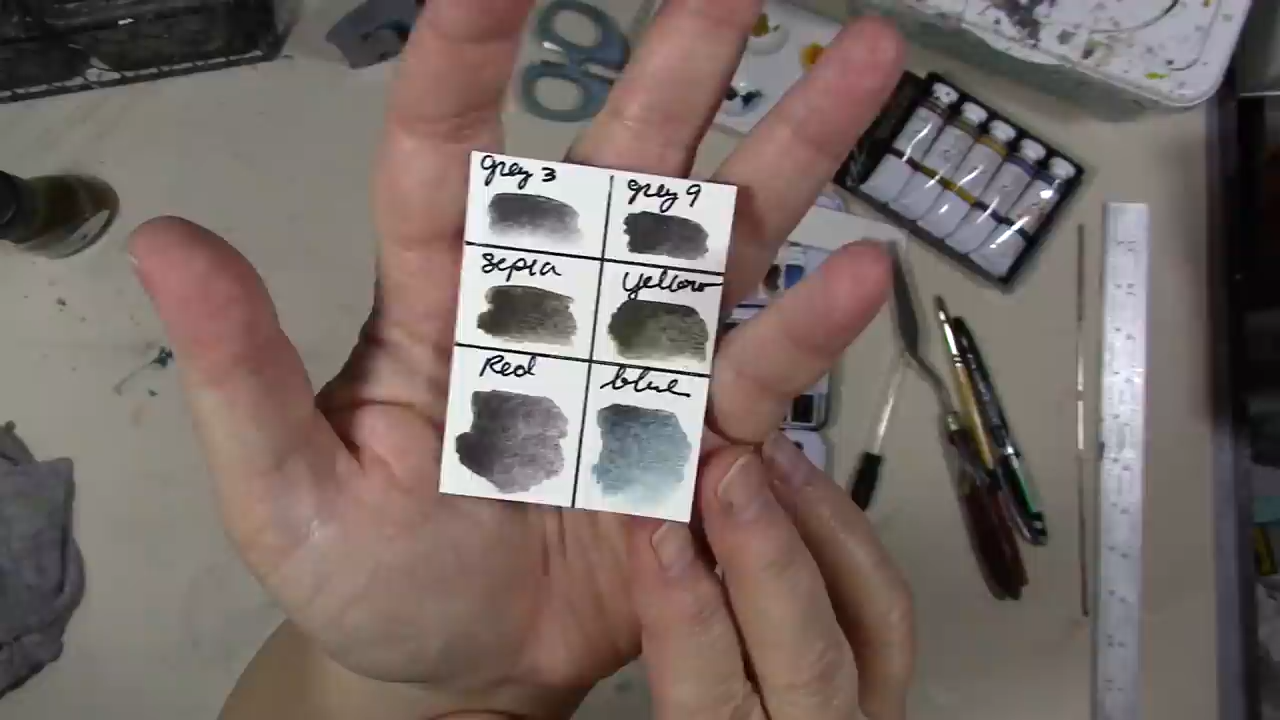 grey 3
grey 9
sepia
yellow
Red
blue